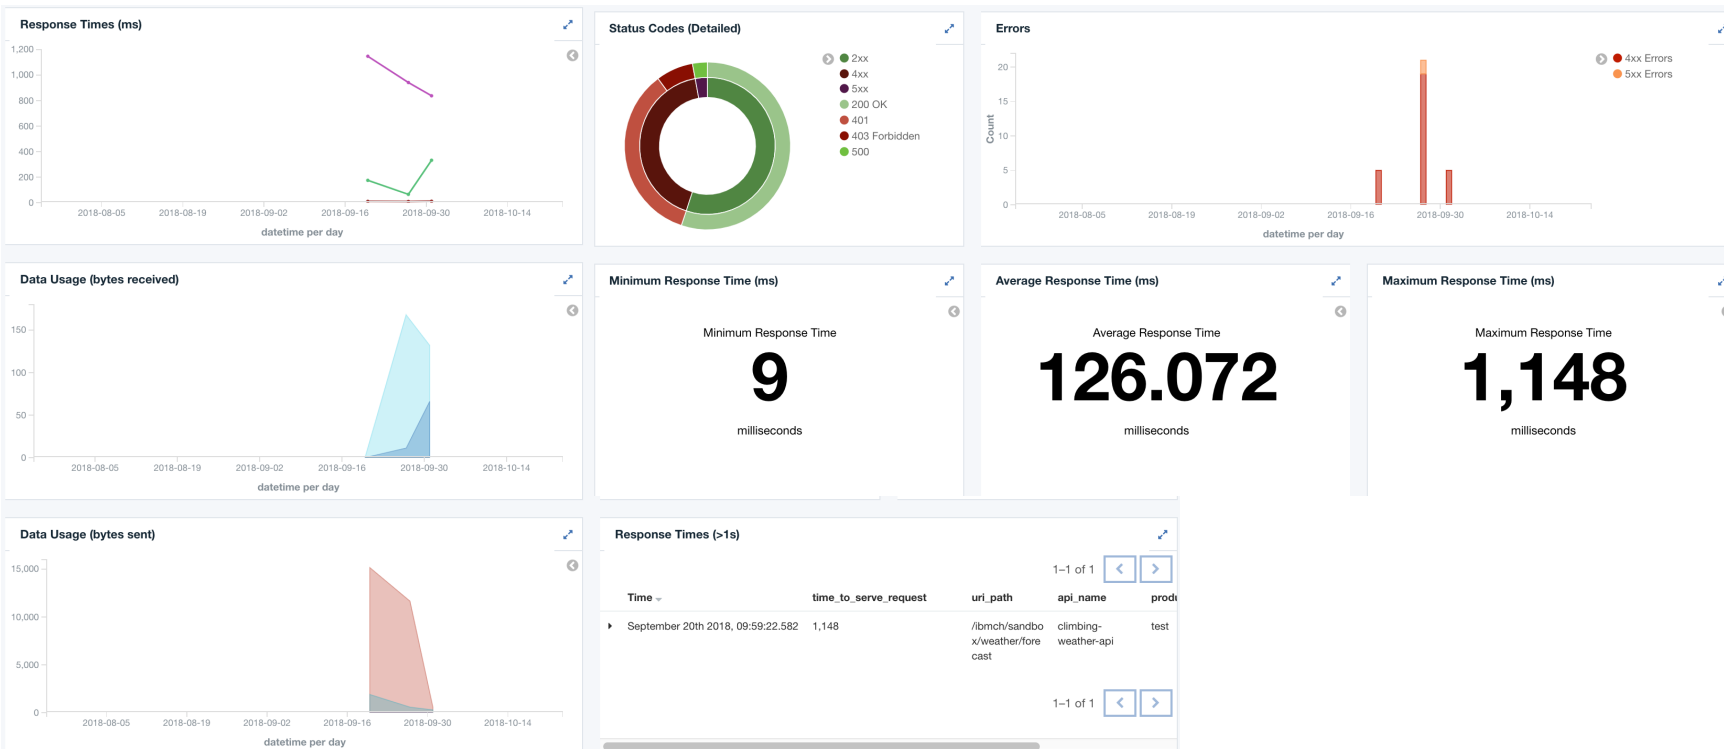 Response Times (ms)
1,200
1,000
800
600
400
200
0
2018-08-05 2018-08-19 2018-09-02 2018-09-16 2018-09-30 2018-10-14
datetime per day
Status Codes (Detailed)
2xx
4xx
5xx
200 OK
401
403 Forbidden
500
Errors
20
15
10
5
0
Count
2018-08-05 2018-08-19 2018-09-02 2018-09-16 2018-09-30 2018-10-14
datetime per day
4xx Errors
5xx Errors
Data Usage (bytes received)
150
100
50
0
2018-08-05 2018-08-19 2018-09-02 2018-09-16 2018-09-30 2018-10-14
datetime per day
Minimum Response Time (ms)
Minimum Response Time
9
milliseconds
Average Response Time (ms)
Average Response Time
126.072
milliseconds
Maximum Response Time (ms)
Maximum Response Time
1,148
milliseconds
Data Usage (bytes sent)
15,000
10,000
5,000
0
2018-08-05 2018-08-19 2018-09-02 2018-09-16 2018-09-30 2018-10-14
datetime per day
Response Times (>1s)
1–1 of 1
Time time_to_serve_request uri_path api_name produ
September 20th 2018, 09:59:22.582 1,148 /ibmch/sandbo climbing- test
x/weather/fore weather-api
cast
1–1 of 1